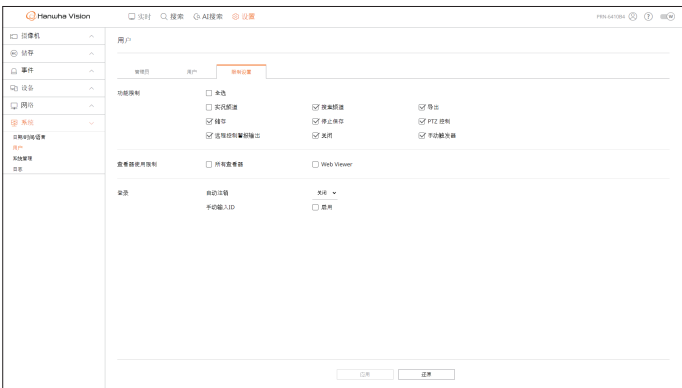 Hanwha Vision 实时 搜索 AI搜索 设置 PRN-6410B4
摄像机
储存
事件
设备
网络
系统
日期/时间/语言
用户
系统管理
日志
用户
管理员 用户 限制设置
功能限制 全选
实况频道 搜索频道 导出
储存 停止保存 PTZ 控制
远程控制警报输出 关闭 手动触发器
查看器使用限制 所有查看器 Web Viewer
登录 自动注销 关闭
手动输入ID 启用
应用 还原